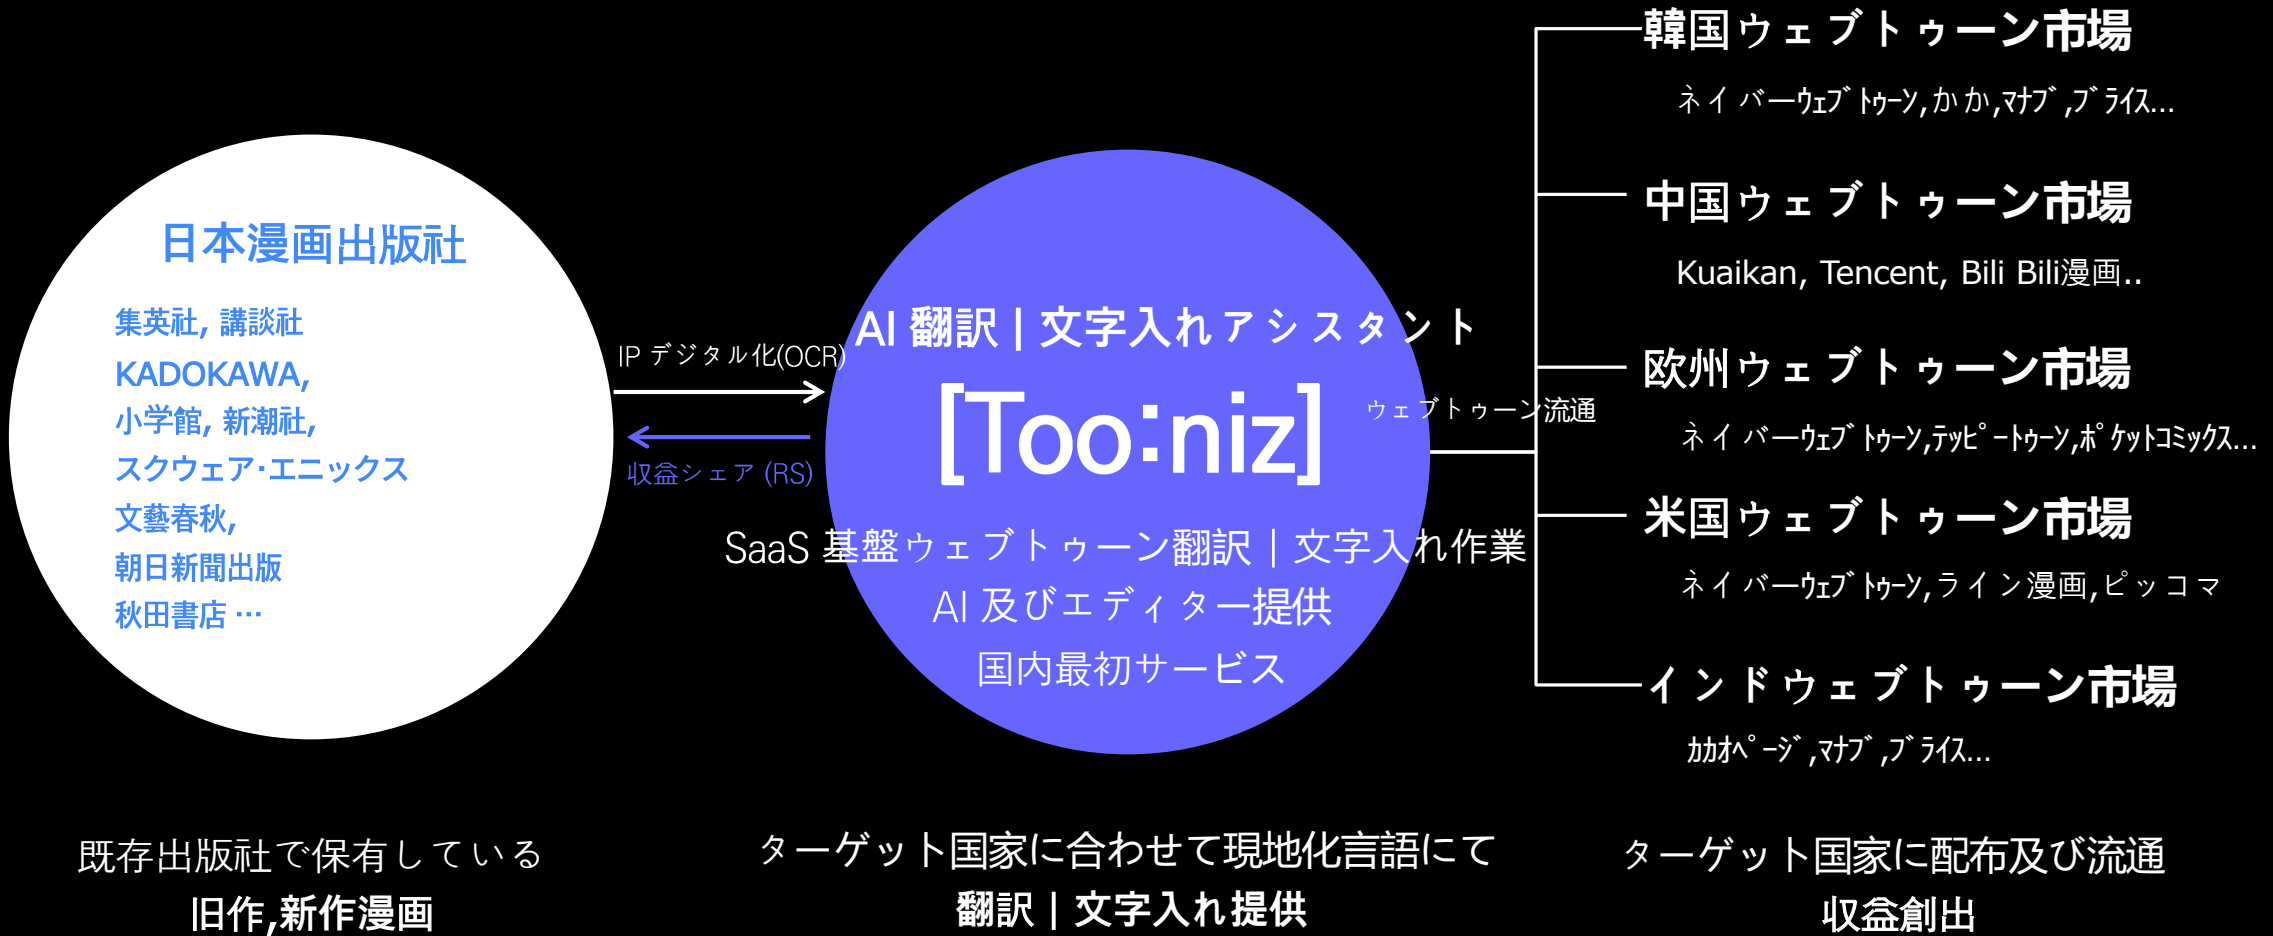 日本漫画出版社
集英社, 講談社
KADOKAWA,
小学館, 新潮社,
スクウェア･エニックス
文藝春秋,
朝日新聞出版
秋田書店 …
既存出版社で保有している
旧作,新作漫画
IP デジタル化(OCR)
収益シェア (RS)
AI 翻訳 | 文字入れアシスタント
[Too:niz]
SaaS 基盤ウェブトゥーン翻訳 | 文字入れ作業
AI 及びエディター提供
国内最初サービス
ターゲット国家に合わせて現地化言語にて
翻訳 | 文字入れ提供
ウェブトゥーン流通
韓国ウェブトゥーン市場
ネイバーｳｪﾌﾞﾄｩｰﾝ,かか,ﾏﾅﾌﾞ,ﾌﾞﾗｲｽ...
中国ウェブトゥーン市場
Kuaikan, Tencent, Bili Bili漫画..
欧州ウェブトゥーン市場
ネイバーｳｪﾌﾞﾄｩｰﾝ,ﾃｯﾋﾟｰﾄｩｰﾝ,ﾎﾟｹｯﾄｺﾐｯｸｽ...
米国ウェブトゥーン市場
ネイバーｳｪﾌﾞﾄｩｰﾝ,ライン漫画,ピッコマ
インドウェブトゥーン市場
ｶｶｵﾍﾟｰｼﾞ,ﾏﾅﾌﾞ,ﾌﾞﾗｲｽ...
ターゲット国家に配布及び流通
収益創出